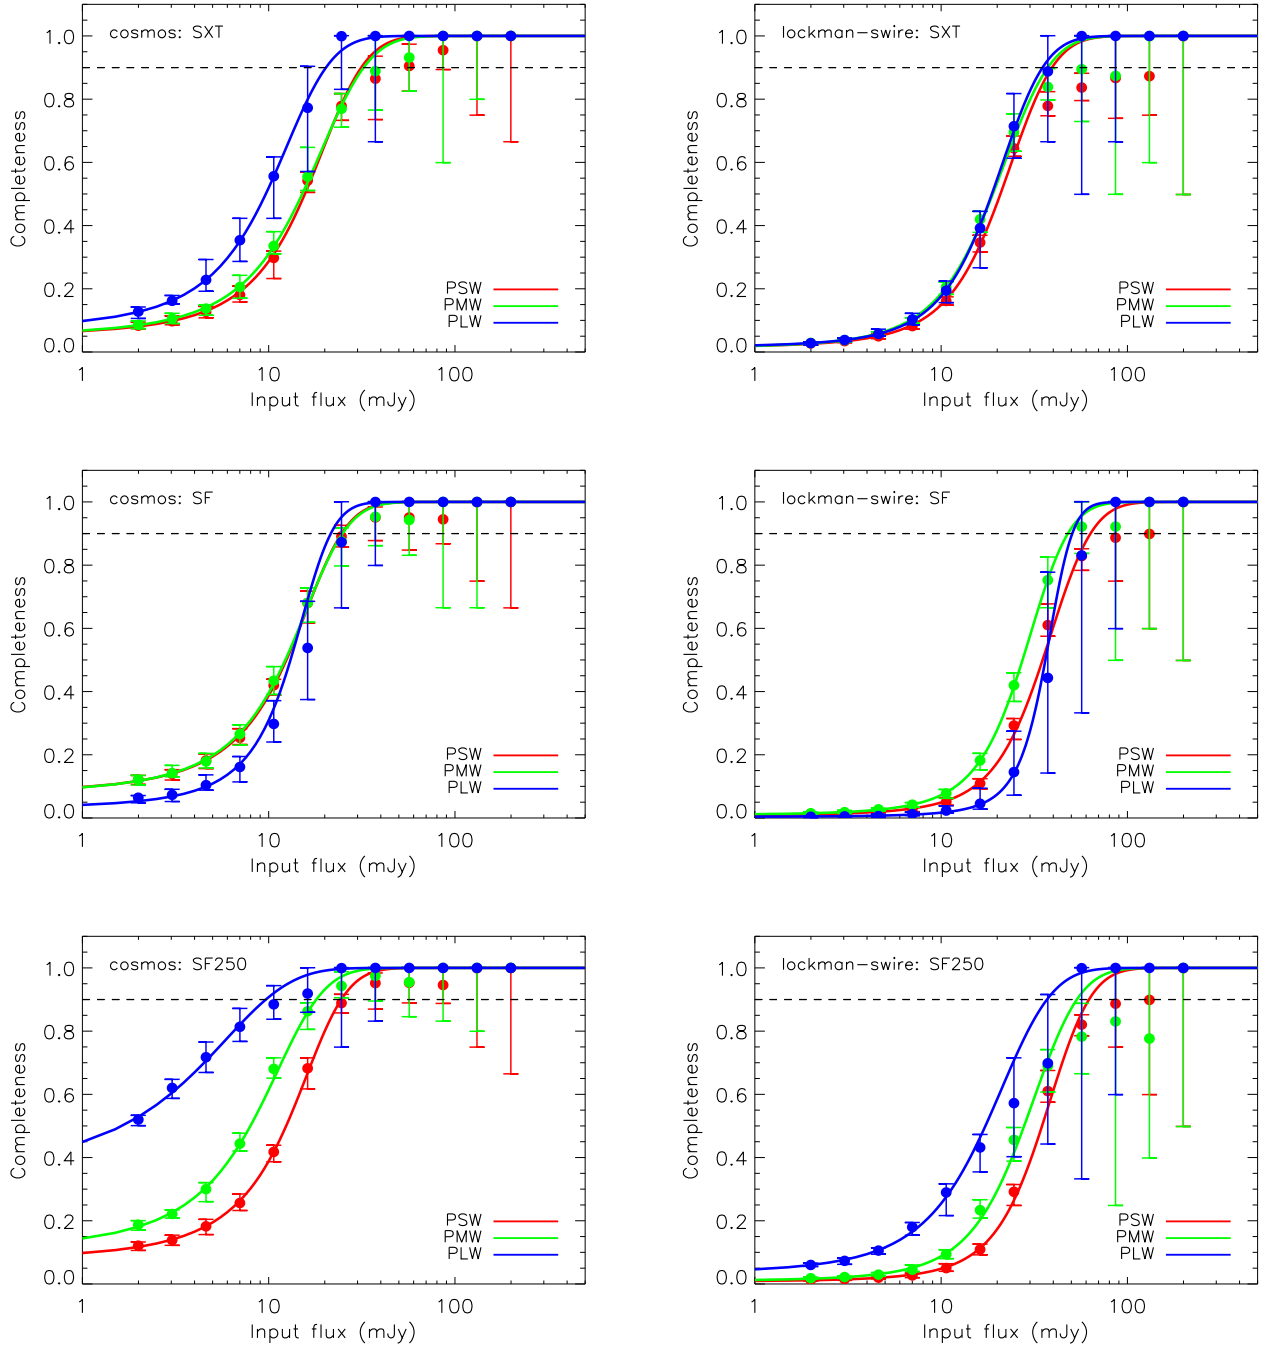 cosmos: SXT
1.0
0.8
0.6
0.4
0.2
0.0
Completeness
PSW
PMW
PLW
1
10
100
Input flux (mJy)
lockman-swire: SXT
1.0
0.8
0.6
0.4
0.2
0.0
Completeness
PSW
PMW
PLW
1
10
100
Input flux (mJy)
cosmos: SF
1.0
0.8
0.6
0.4
0.2
0.0
Completeness
PSW
PMW
PLW
1
10
100
Input flux (mJy)
lockman-swire: SF
1.0
0.8
0.6
0.4
0.2
0.0
Completeness
PSW
PMW
PLW
1
10
100
Input flux (mJy)
cosmos: SF250
1.0
0.8
0.6
0.4
0.2
0.0
Completeness
PSW
PMW
PLW
1
10
100
Input flux (mJy)
lockman-swire: SF250
1.0
0.8
0.6
0.4
0.2
0.0
Completeness
PSW
PMW
PLW
1
10
100
Input flux (mJy)